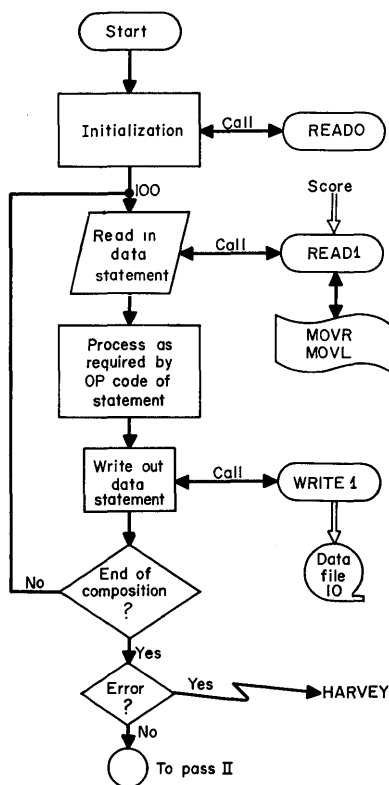 Start
Initialization
Call
READ0
100
Score
Read in
data
statement
Call
READ1
MOVR
MOVL
Process as
required by
OP code of
statement
Write out
data
statement
Call
WRITE 1
Data
file
10
No
End of
composition
?
Yes
Error
?
Yes
HARVEY
No
To pass II